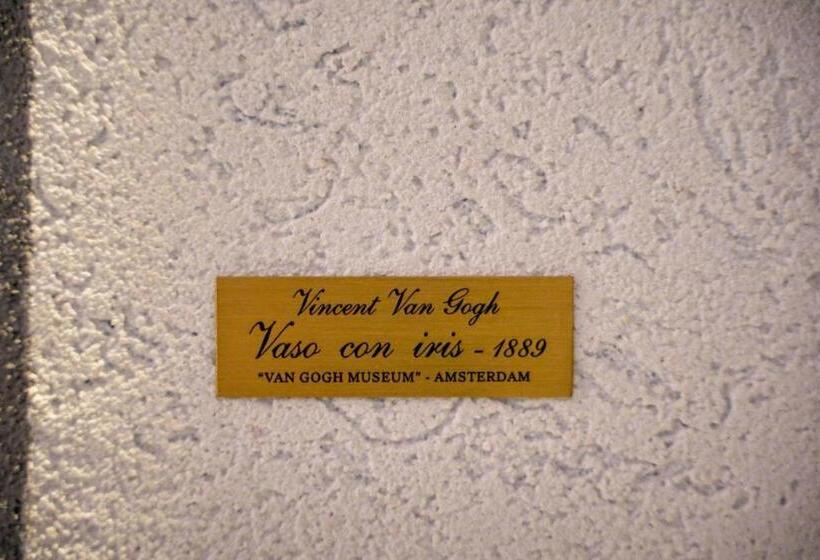 Vincent Van Gogh
Vaso con iris - 1889
"VAN GOGH MUSEUM" - AMSTERDAM